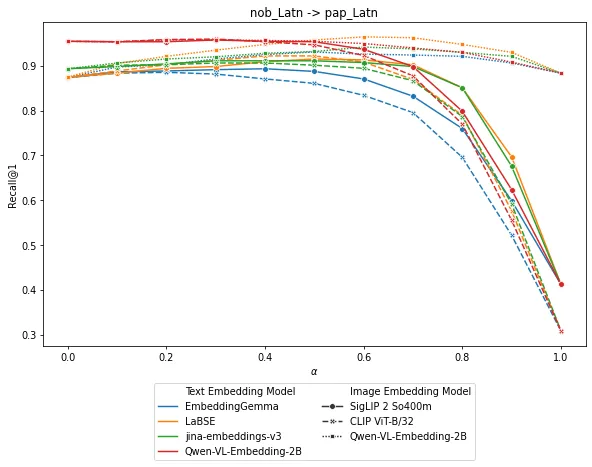 nob_Latn -> pap_Latn
Recall@1
0.9
0.8
0.7
0.6
0.5
0.4
0.3
0.0 0.2 0.4 0.6 0.8 1.0
α
Text Embedding Model
EmbeddingGemma
LaBSE
jina-embeddings-v3
Qwen-VL-Embedding-2B
Image Embedding Model
SigLIP 2 So400m
CLIP ViT-B/32
Qwen-VL-Embedding-2B